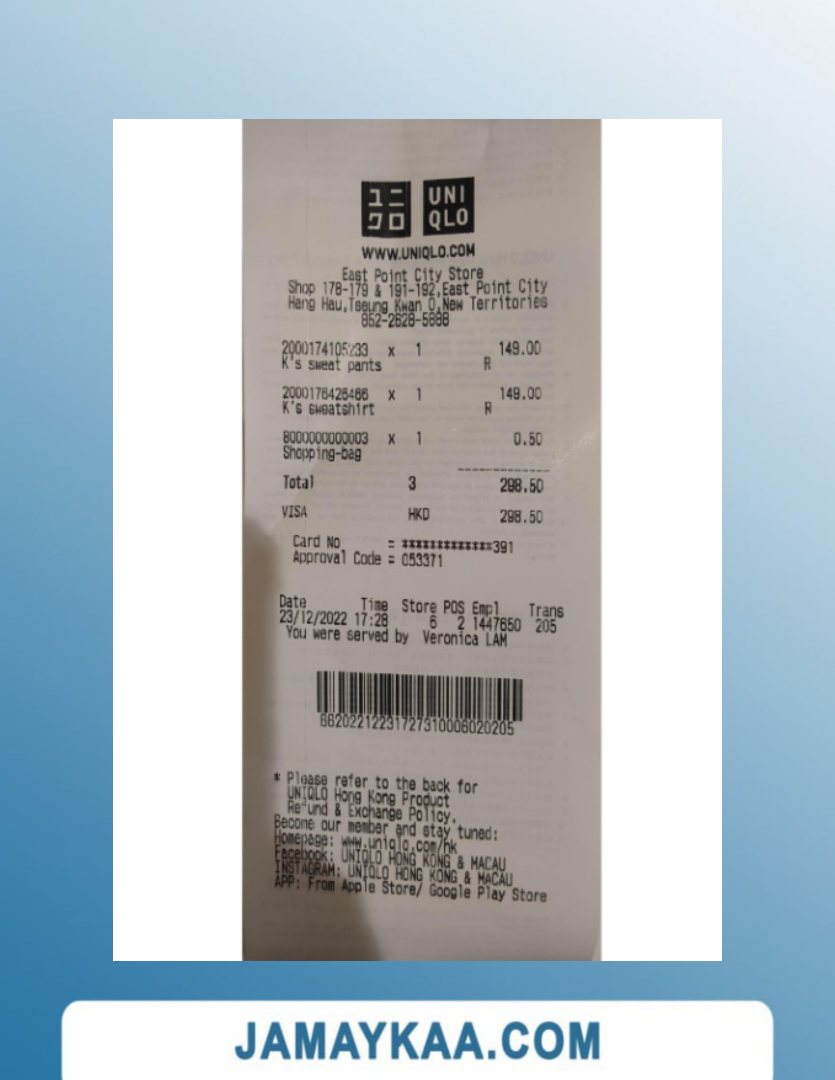 ユニ
クロ
UNI
QLO
WWW.UNIQLO.COM
East Point City Store
Shop 178-179 & 191-192,East Point City
Hang Hau,Tseung Kwan O,New Territories
852-2628-5888
2000174105233 x 1 149.00
K's sweat pants R
2000176426466 x 1 149.00
K's sweatshirt R
8000000000003 x 1 0.50
Shopping-bag
Total 3 298.50
VISA HKD 298.50
Card No = *************391
Approval Code = 053371
Date Time Store POS Empl Trans
23/12/2022 17:28 6 2 1447650 205
You were served by Veronica LAM
66202212231727310006020205
* Please refer to the back for
UNIQLO Hong Kong Product
Refund & Exchange Policy.
Become our member and stay tuned:
Homepage: www.uniqlo.com/hk
Facebook: UNIQLO HONG KONG & MACAU
INSTAGRAM: UNIQLO HONG KONG & MACAU
APP: From Apple Store/ Google Play Store
JAMAYKAA.COM